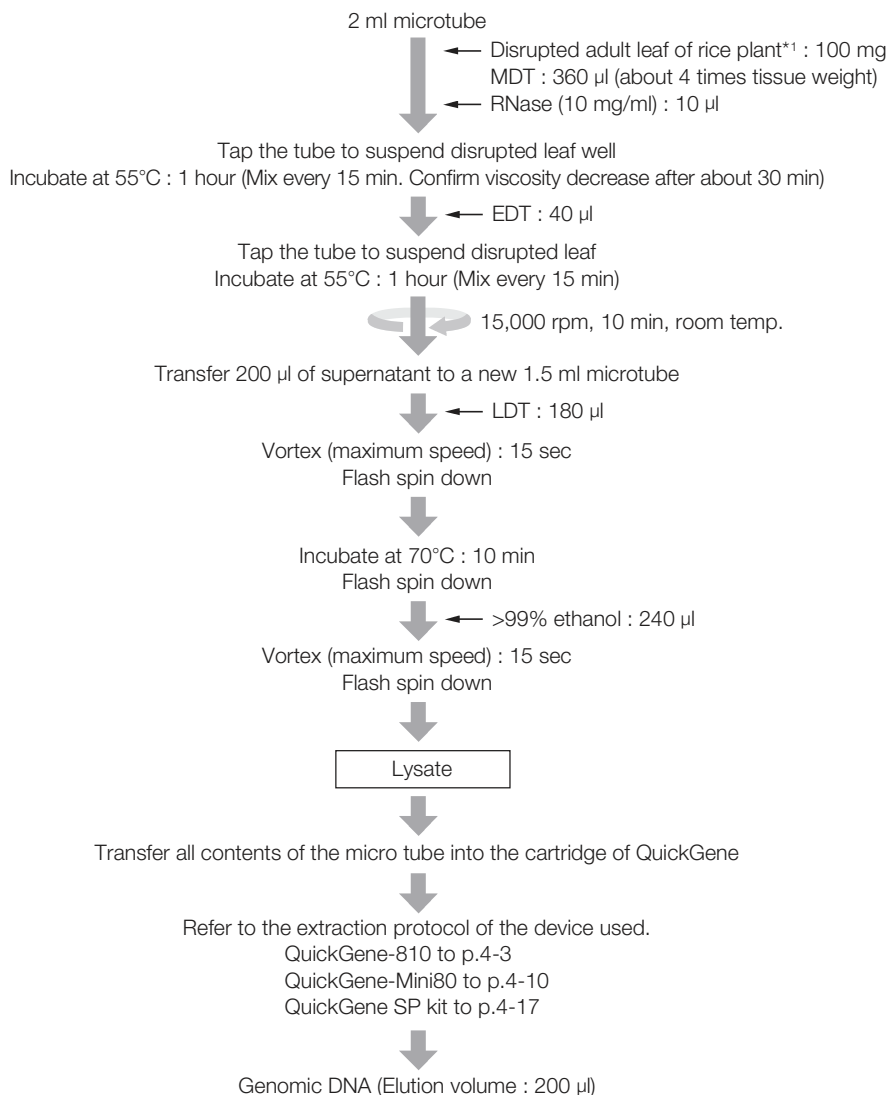 2 ml microtube
Disrupted adult leaf of rice plant*1 : 100 mg
MDT : 360 µl (about 4 times tissue weight)
RNase (10 mg/ml) : 10 µl
Tap the tube to suspend disrupted leaf well
Incubate at 55°C : 1 hour (Mix every 15 min. Confirm viscosity decrease after about 30 min)
EDT : 40 µl
Tap the tube to suspend disrupted leaf
Incubate at 55°C : 1 hour (Mix every 15 min)
15,000 rpm, 10 min, room temp.
Transfer 200 µl of supernatant to a new 1.5 ml microtube
LDT : 180 µl
Vortex (maximum speed) : 15 sec
Flash spin down
Incubate at 70°C : 10 min
Flash spin down
>99% ethanol : 240 µl
Vortex (maximum speed) : 15 sec
Flash spin down
Lysate
Transfer all contents of the micro tube into the cartridge of QuickGene
Refer to the extraction protocol of the device used.
QuickGene-810 to p.4-3
QuickGene-Mini80 to p.4-10
QuickGene SP kit to p.4-17
Genomic DNA (Elution volume : 200 µl)